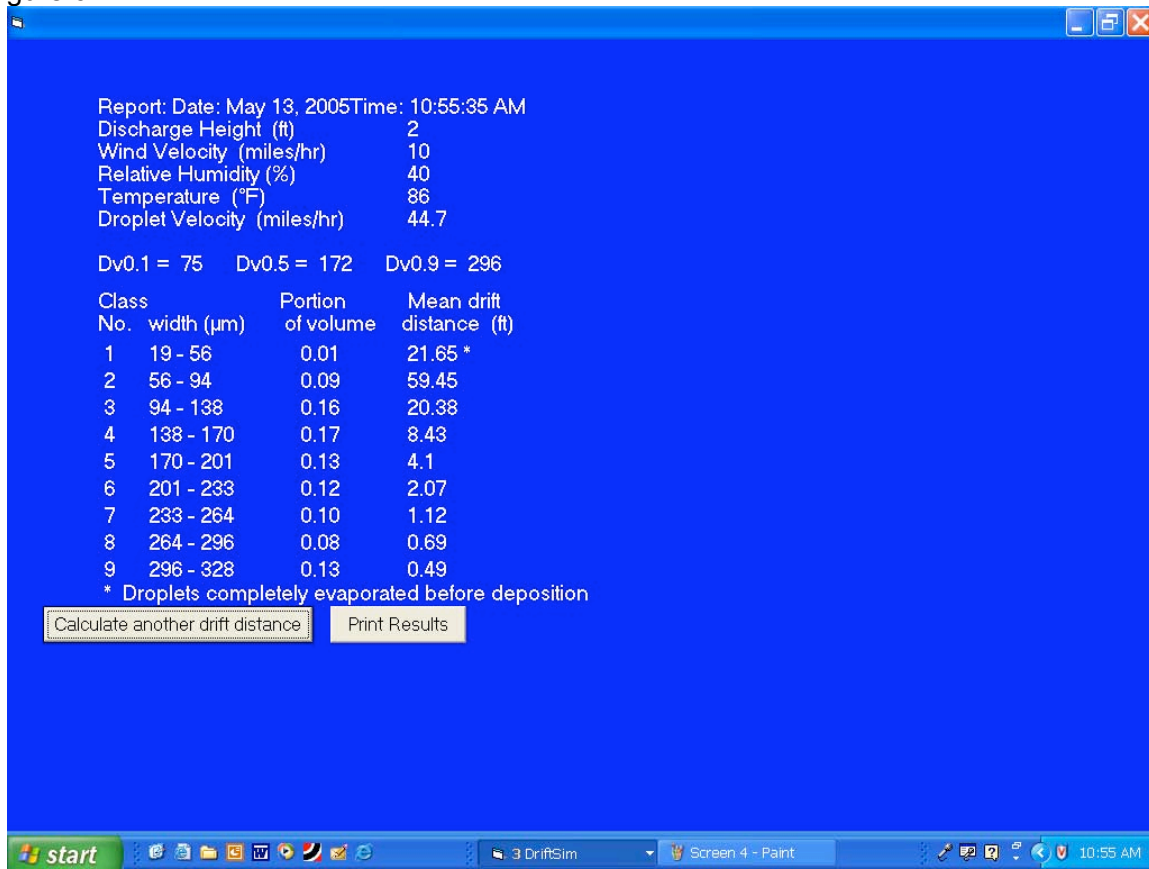 Report: Date: May 13, 2005Time: 10:55:35 AM
Discharge Height (ft) 2
Wind Velocity (miles/hr) 10
Relative Humidity (%) 40
Temperature (°F) 86
Droplet Velocity (miles/hr) 44.7
Dv0.1 = 75 Dv0.5 = 172 Dv0.9 = 296
Class Portion Mean drift
No. width (µm) of volume distance (ft)
1 19 - 56 0.01 21.65 *
2 56 - 94 0.09 59.45
3 94 - 138 0.16 20.38
4 138 - 170 0.17 8.43
5 170 - 201 0.13 4.1
6 201 - 233 0.12 2.07
7 233 - 264 0.10 1.12
8 264 - 296 0.08 0.69
9 296 - 328 0.13 0.49
* Droplets completely evaporated before deposition
Calculate another drift distance Print Results
start 3 DriftSim Screen 4 - Paint 10:55 AM